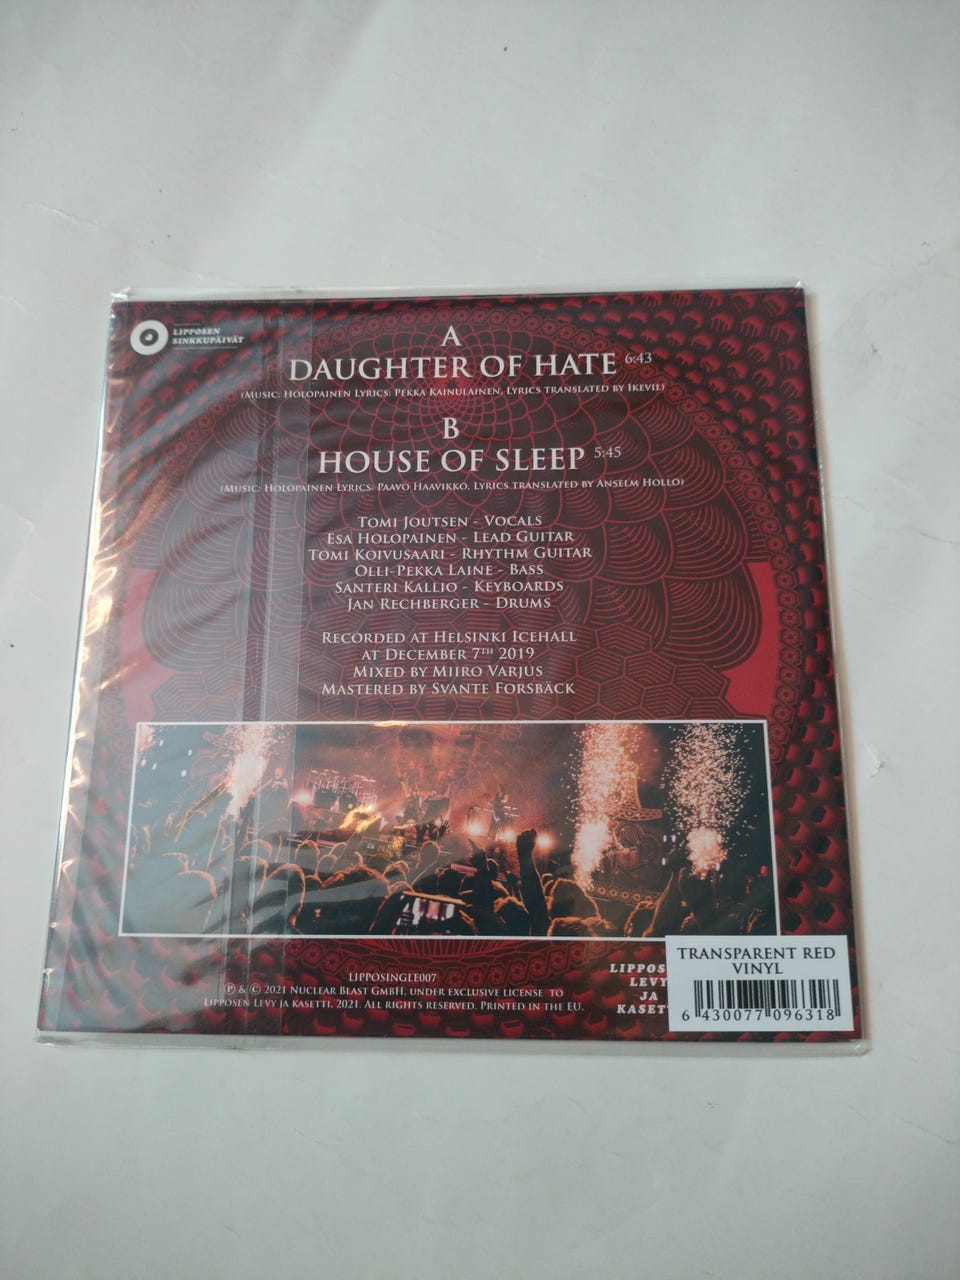 LIPPOSEN
SINKKUPÄIVÄT
A
DAUGHTER OF HATE 6:43
(Music: Holopainen Lyrics: Pekka Kainulainen, Lyrics translated by Ikevil)
B
HOUSE OF SLEEP 5:45
(Music: Holopainen Lyrics: Paavo Haavikko, Lyrics translated by Anselm Hollo)
Tomi Joutsen - Vocals
Esa Holopainen - Lead Guitar
Tomi Koivusaari - Rhythm Guitar
Olli-Pekka Laine - Bass
Santeri Kallio - Keyboards
Jan Rechberger - Drums
Recorded at Helsinki Icehall
at December 7th 2019
Mixed by Miiro Varjus
Mastered by Svante Forsbäck
LIPPOSINGLE007
Ⓟ & © 2021 Nuclear Blast GmbH, under exclusive license to
Lipposen Levy ja Kasetti, 2021. All rights reserved. Printed in the EU.
LIPPOS
LEVY
JA
KASET
TRANSPARENT RED
VINYL
6 430077 096318